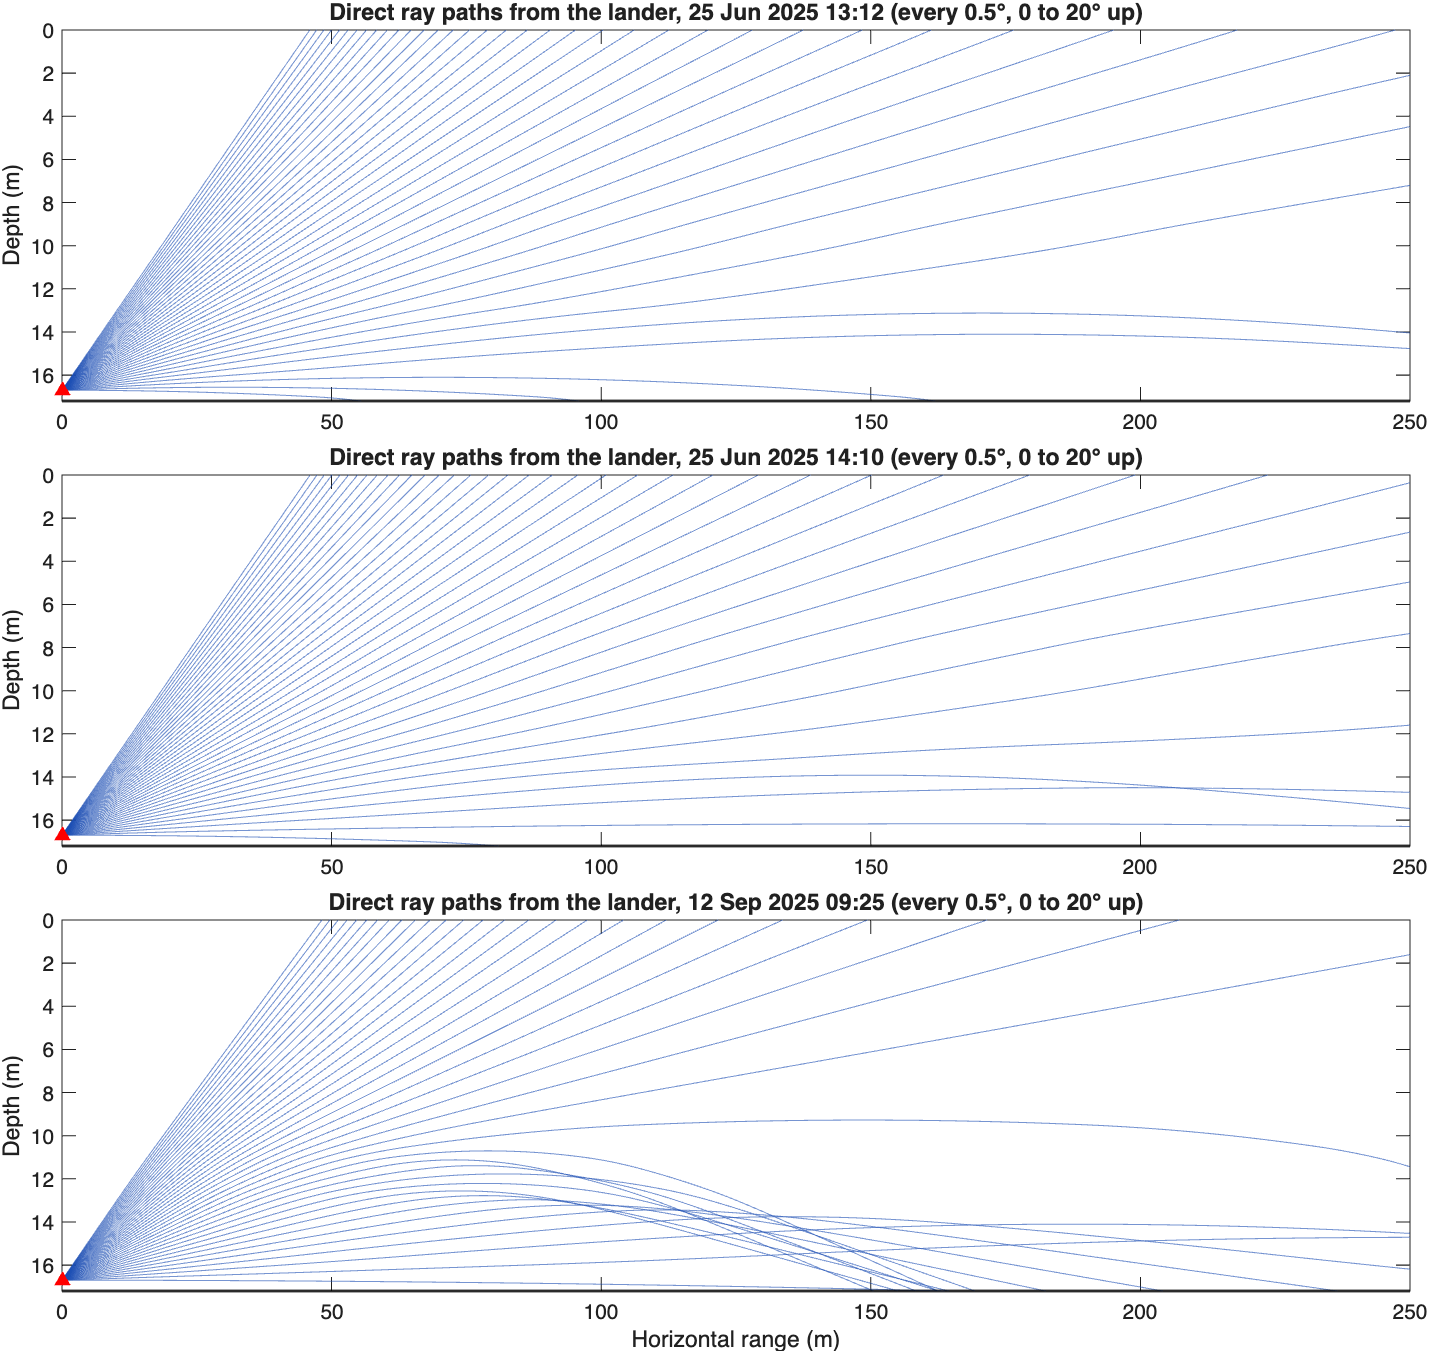 Direct ray paths from the lander, 25 Jun 2025 13:12 (every 0.5°, 0 to 20° up)
0
2
4
6
8
10
12
14
16
Depth (m)
0 50 100 150 200 250
Direct ray paths from the lander, 25 Jun 2025 14:10 (every 0.5°, 0 to 20° up)
0
2
4
6
8
10
12
14
16
Depth (m)
0 50 100 150 200 250
Direct ray paths from the lander, 12 Sep 2025 09:25 (every 0.5°, 0 to 20° up)
0
2
4
6
8
10
12
14
16
Depth (m)
0 50 100 150 200 250
Horizontal range (m)